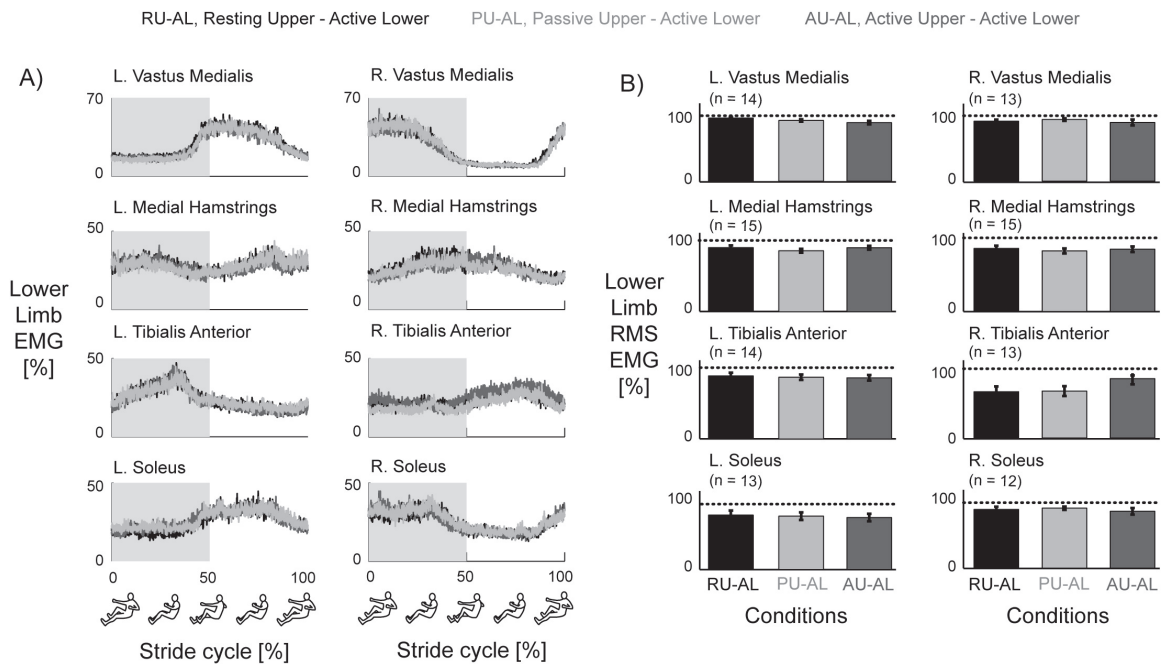 RU-AL, Resting Upper - Active Lower
PU-AL, Passive Upper - Active Lower
AU-AL, Active Upper - Active Lower
A)
L. Vastus Medialis
70
0
R. Vastus Medialis
70
0
L. Medial Hamstrings
50
0
R. Medial Hamstrings
50
0
Lower
Limb
EMG
[%]
L. Tibialis Anterior
50
0
R. Tibialis Anterior
50
0
L. Soleus
50
0
R. Soleus
50
0
0
50
100
0
50
100
Stride cycle [%]
Stride cycle [%]
B)
L. Vastus Medialis
(n = 14)
100
0
R. Vastus Medialis
(n = 13)
100
0
L. Medial Hamstrings
(n = 15)
100
0
R. Medial Hamstrings
(n = 15)
100
0
Lower
Limb
RMS
EMG
[%]
L. Tibialis Anterior
(n = 14)
100
0
R. Tibialis Anterior
(n = 13)
100
0
L. Soleus
(n = 13)
100
0
R. Soleus
(n = 12)
100
0
RU-AL
PU-AL
AU-AL
RU-AL
PU-AL
AU-AL
Conditions
Conditions